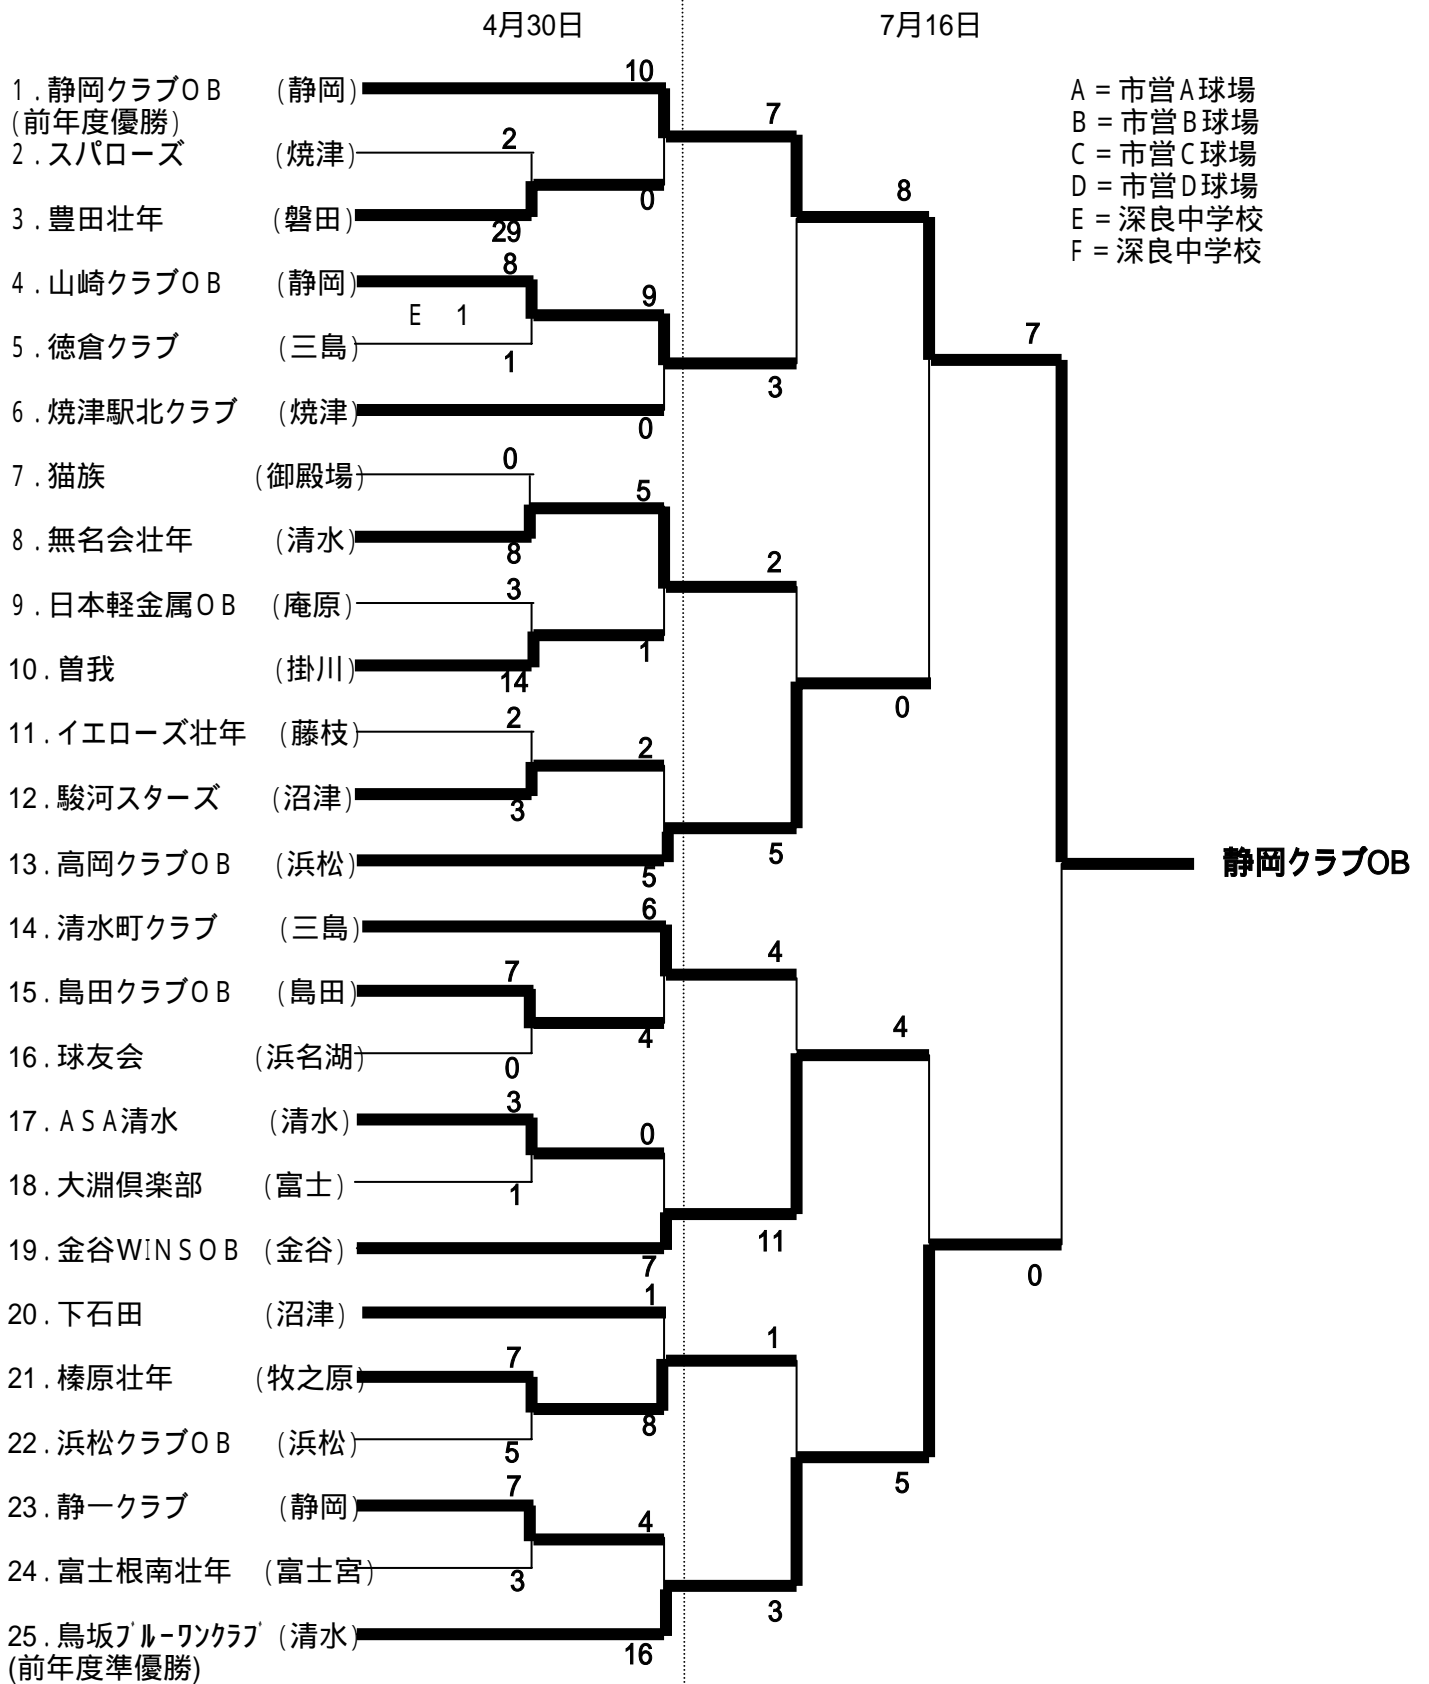 4月30日
7月16日
10
1.静岡クラブOB (静岡)
(前年度優勝)
7
A=市営A球場
B=市営B球場
C=市営C球場
D=市営D球場
E=深良中学校
F=深良中学校
2
2.スパローズ (焼津)
0
8
3.豊田壮年 (磐田)
29
8
4.山崎クラブOB (静岡)
9
E 1
5.徳倉クラブ (三島)
1
7
3
6.焼津駅北クラブ (焼津)
0
0
7.猫族 (御殿場)
5
8.無名会壮年 (清水)
8
2
3
9.日本軽金属OB (庵原)
1
10.曽我 (掛川)
14
0
2
11.イエローズ壮年 (藤枝)
2
12.駿河スターズ (沼津)
3
5
13.高岡クラブOB (浜松)
5
静岡クラブOB
6
14.清水町クラブ (三島)
4
7
15.島田クラブOB (島田)
4
4
16.球友会 (浜名湖)
0
3
17.ASA清水 (清水)
0
18.大淵倶楽部 (富士)
1
11
19.金谷WINSOB (金谷)
7
0
1
20.下石田 (沼津)
1
7
21.榛原壮年 (牧之原)
8
22.浜松クラブOB (浜松)
5
7
5
23.静一クラブ (静岡)
4
24.富士根南壮年 (富士宮)
3
3
25.鳥坂ﾌﾞﾙｰﾜﾝｸﾗﾌﾞ (清水)
16
(前年度準優勝)